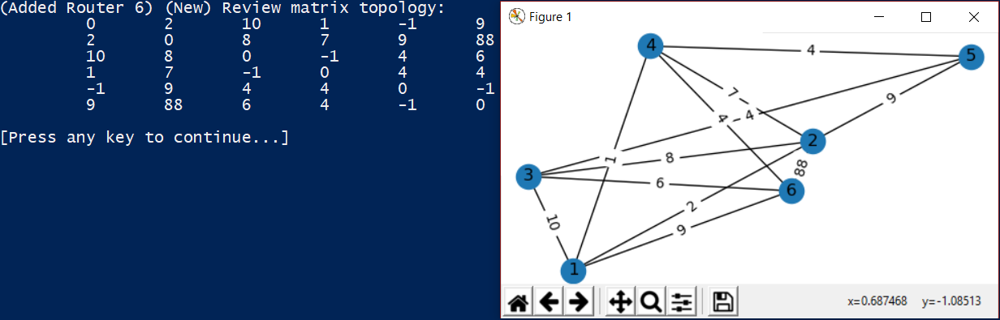 (Added Router 6) (New) Review matrix topology:
0 2 10 1 -1 9
2 0 8 7 9 88
10 8 0 -1 4 6
1 7 -1 0 4 4
-1 9 4 4 0 -1
9 88 6 4 -1 0
[Press any key to continue...]
Figure 1
4
4
5
7
9
4
4
2
1
8
88
3
6
6
2
10
9
1
x=0.687468 y=-1.08513